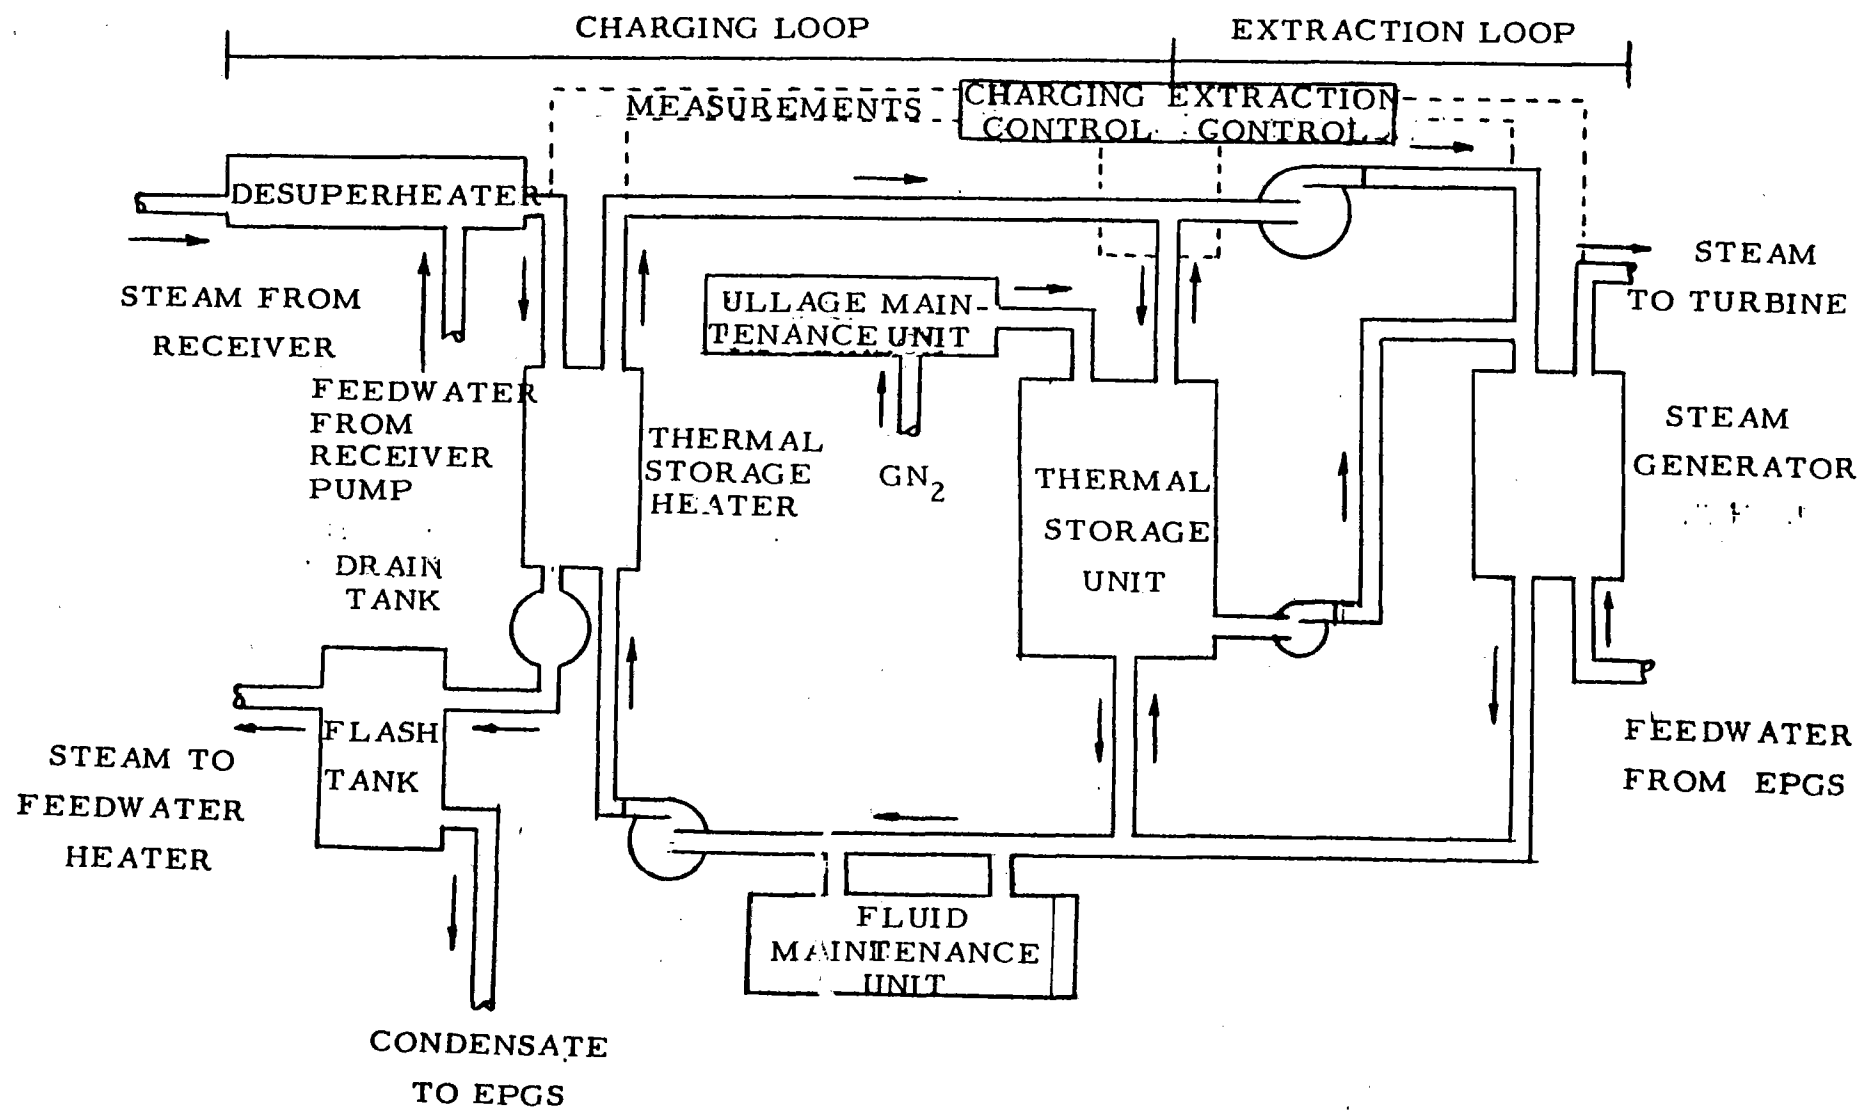 CHARGING LOOP
EXTRACTION LOOP
MEASUREMENTS
CHARGING EXTRACTION
CONTROL CONTROL
DESUPERHEATER
STEAM FROM
RECEIVER
FEEDWATER
FROM
RECEIVER
PUMP
ULLAGE MAIN-
TENANCE UNIT
GN2
THERMAL
STORAGE
HEATER
THERMAL
STORAGE
UNIT
STEAM
TO TURBINE
STEAM
GENERATOR
DRAIN
TANK
FLASH
TANK
STEAM TO
FEEDWATER
HEATER
FEEDWATER
FROM EPGS
FLUID
MAINTENANCE
UNIT
CONDENSATE
TO EPGS